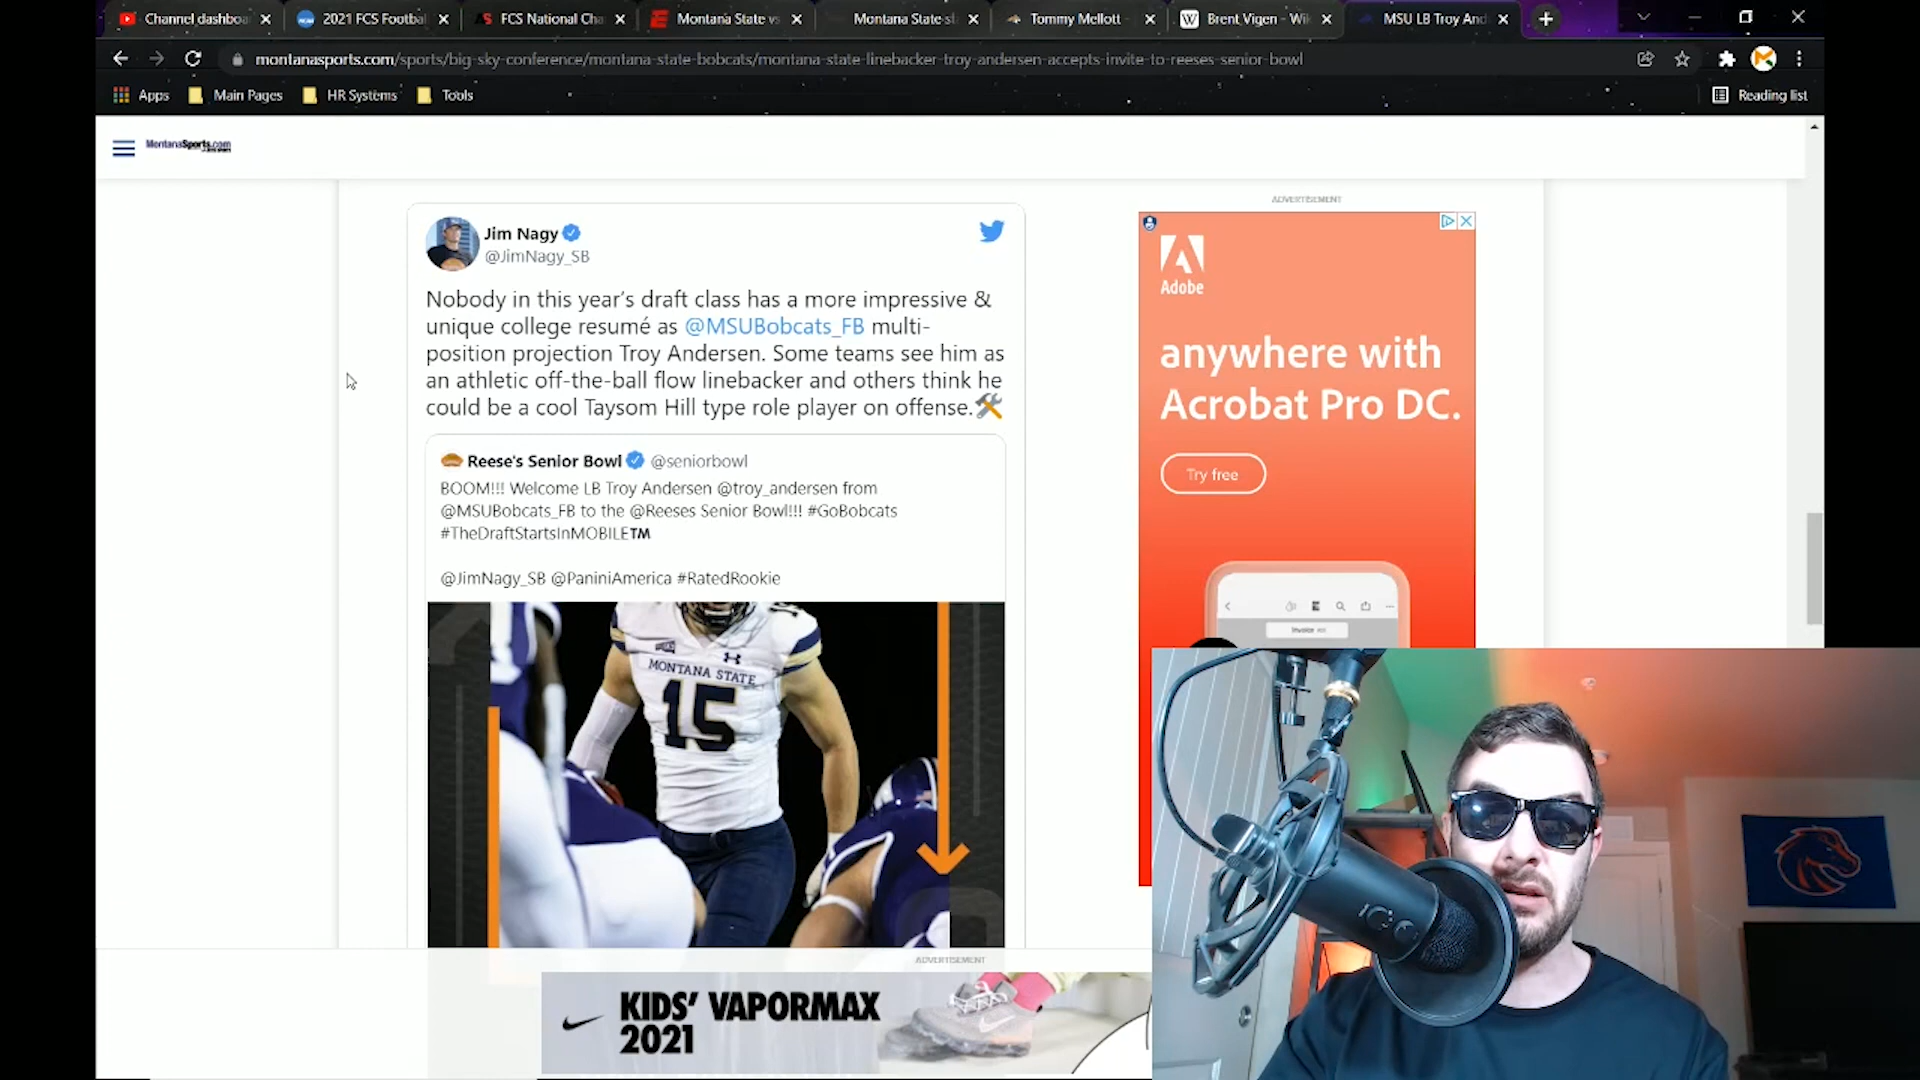 Channel dashboa
2021 FCS Footbal
FCS National Cha
Montana State vs
Montana State-s
Tommy Mellott
Brent Vigen - Wik
MSU LB Troy And
montanasports.com/sports/big-sky-conference/montana-state-bobcats/montana-state-linebacker-troy-andersen-accepts-invite-to-reeses-senior-bowl
Apps
Main Pages
HR Systems
Tools
Reading list
MontanaSports.com
ADVERTISEMENT
Jim Nagy
@JimNagy_SB
Nobody in this year's draft class has a more impressive &
unique college resumé as @MSUBobcats_FB multi-
position projection Troy Andersen. Some teams see him as
an athletic off-the-ball flow linebacker and others think he
could be a cool Taysom Hill type role player on offense.
Reese's Senior Bowl @seniorbowl
BOOM!!! Welcome LB Troy Andersen @troy_andersen from
@MSUBobcats_FB to the @Reeses Senior Bowl!!! #GoBobcats
#TheDraftStartsInMOBILE™
@JimNagy_SB @PaniniAmerica #RatedRookie
MONTANA STATE
15
Adobe
anywhere with
Acrobat Pro DC.
Try free
ADVERTISEMENT
KIDS' VAPORMAX
2021